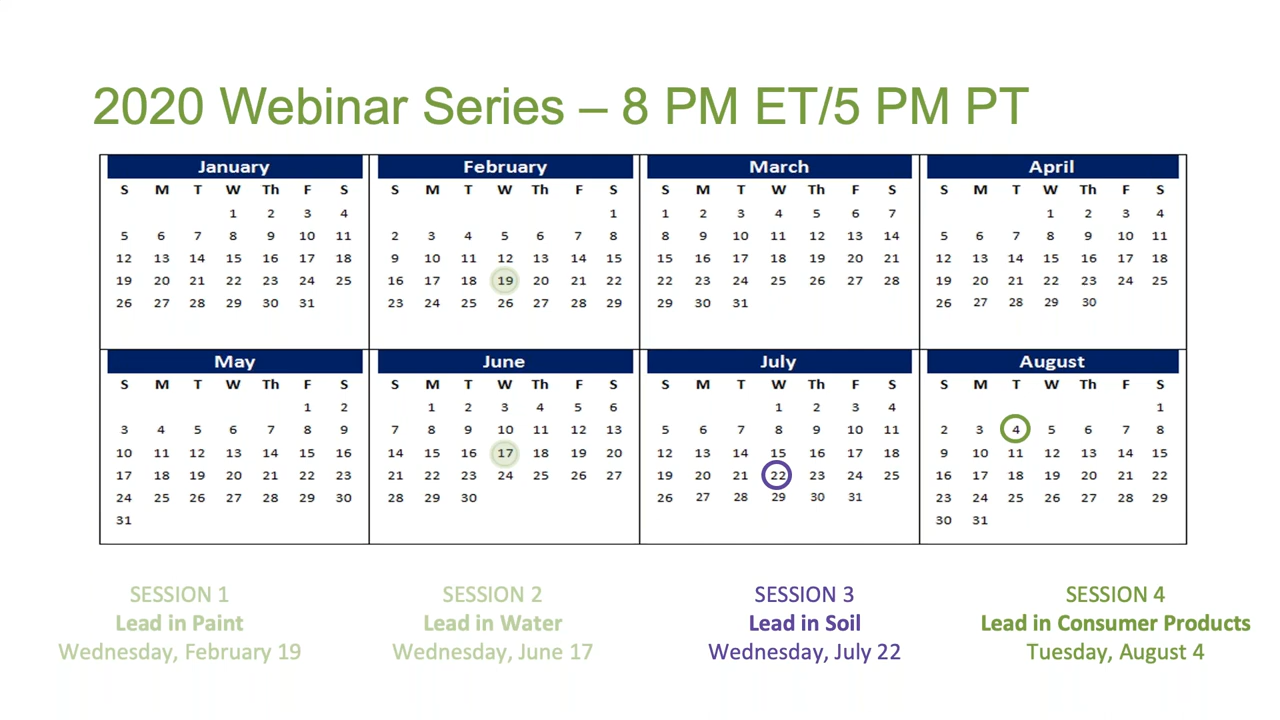 2020 Webinar Series – 8 PM ET/5 PM PT
January February March April
S M T W Th F S S M T W Th F S S M T W Th F S S M T W Th F S
1 2 3 4 1 1 2 3 4 5 6 7 1 2 3 4
5 6 7 8 9 10 11 2 3 4 5 6 7 8 8 9 10 11 12 13 14 5 6 7 8 9 10 11
12 13 14 15 16 17 18 9 10 11 12 13 14 15 15 16 17 18 19 20 21 12 13 14 15 16 17 18
19 20 21 22 23 24 25 16 17 18 19 20 21 22 22 23 24 25 26 27 28 19 20 21 22 23 24 25
26 27 28 29 30 31 23 24 25 26 27 28 29 29 30 31 26 27 28 29 30
May June July August
S M T W Th F S S M T W Th F S S M T W Th F S S M T W Th F S
1 2 1 2 3 4 5 6 1 2 3 4 1
3 4 5 6 7 8 9 7 8 9 10 11 12 13 5 6 7 8 9 10 11 2 3 4 5 6 7 8
10 11 12 13 14 15 16 14 15 16 17 18 19 20 12 13 14 15 16 17 18 9 10 11 12 13 14 15
17 18 19 20 21 22 23 21 22 23 24 25 26 27 19 20 21 22 23 24 25 16 17 18 19 20 21 22
24 25 26 27 28 29 30 28 29 30 26 27 28 29 30 31 23 24 25 26 27 28 29
31 30 31
SESSION 1 SESSION 2 SESSION 3 SESSION 4
Lead in Paint Lead in Water Lead in Soil Lead in Consumer Products
Wednesday, February 19 Wednesday, June 17 Wednesday, July 22 Tuesday, August 4